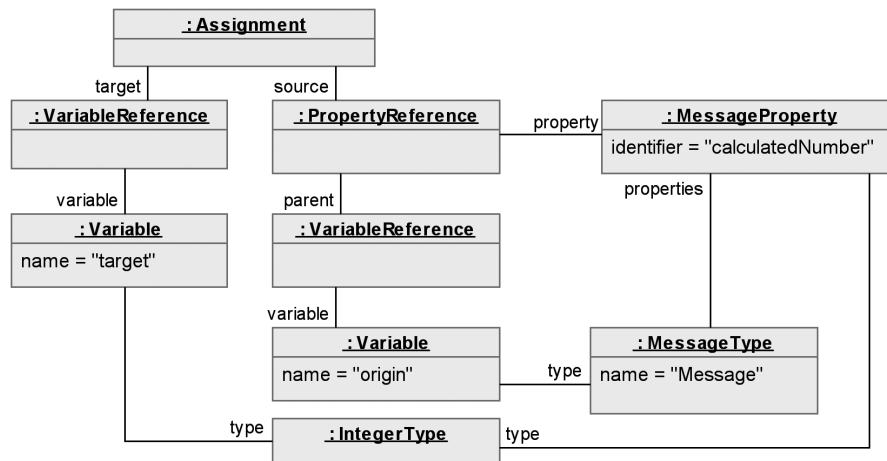 : Assignment
target
source
: VariableReference
: PropertyReference
property
: MessageProperty
identifier = "calculatedNumber"
variable
parent
properties
: Variable
name = "target"
: VariableReference
variable
: Variable
name = "origin"
type
: MessageType
name = "Message"
type
: IntegerType
type